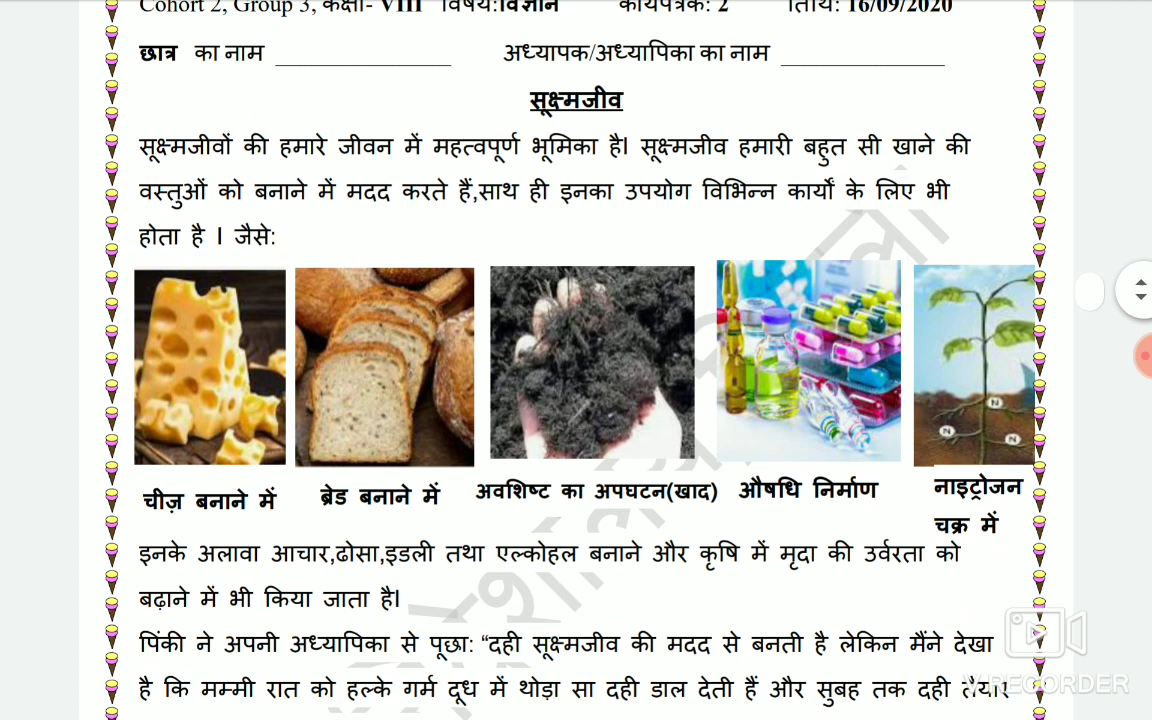 Cohort 2, Group 3, कक्षा- VIII विषय:विज्ञान कार्यपत्रक: 2 तिथि: 16/09/2020
छात्र का नाम ______________ अध्यापक/अध्यापिका का नाम _____________
सूक्ष्मजीव
सूक्ष्मजीवों की हमारे जीवन में महत्वपूर्ण भूमिका है। सूक्ष्मजीव हमारी बहुत सी खाने की
वस्तुओं को बनाने में मदद करते हैं,साथ ही इनका उपयोग विभिन्न कार्यों के लिए भी
होता है । जैसे:
N
N N
चीज़ बनाने में ब्रेड बनाने में अवशिष्ट का अपघटन(खाद) औषधि निर्माण नाइट्रोजन
चक्र में
इनके अलावा आचार,ढोसा,इडली तथा एल्कोहल बनाने और कृषि में मृदा की उर्वरता को
बढ़ाने में भी किया जाता है।
पिंकी ने अपनी अध्यापिका से पूछा: “दही सूक्ष्मजीव की मदद से बनती है लेकिन मैंने देखा
है कि मम्मी रात को हल्के गर्म दूध में थोड़ा सा दही डाल देती हैं और सुबह तक दही तैयार
V RECORDER